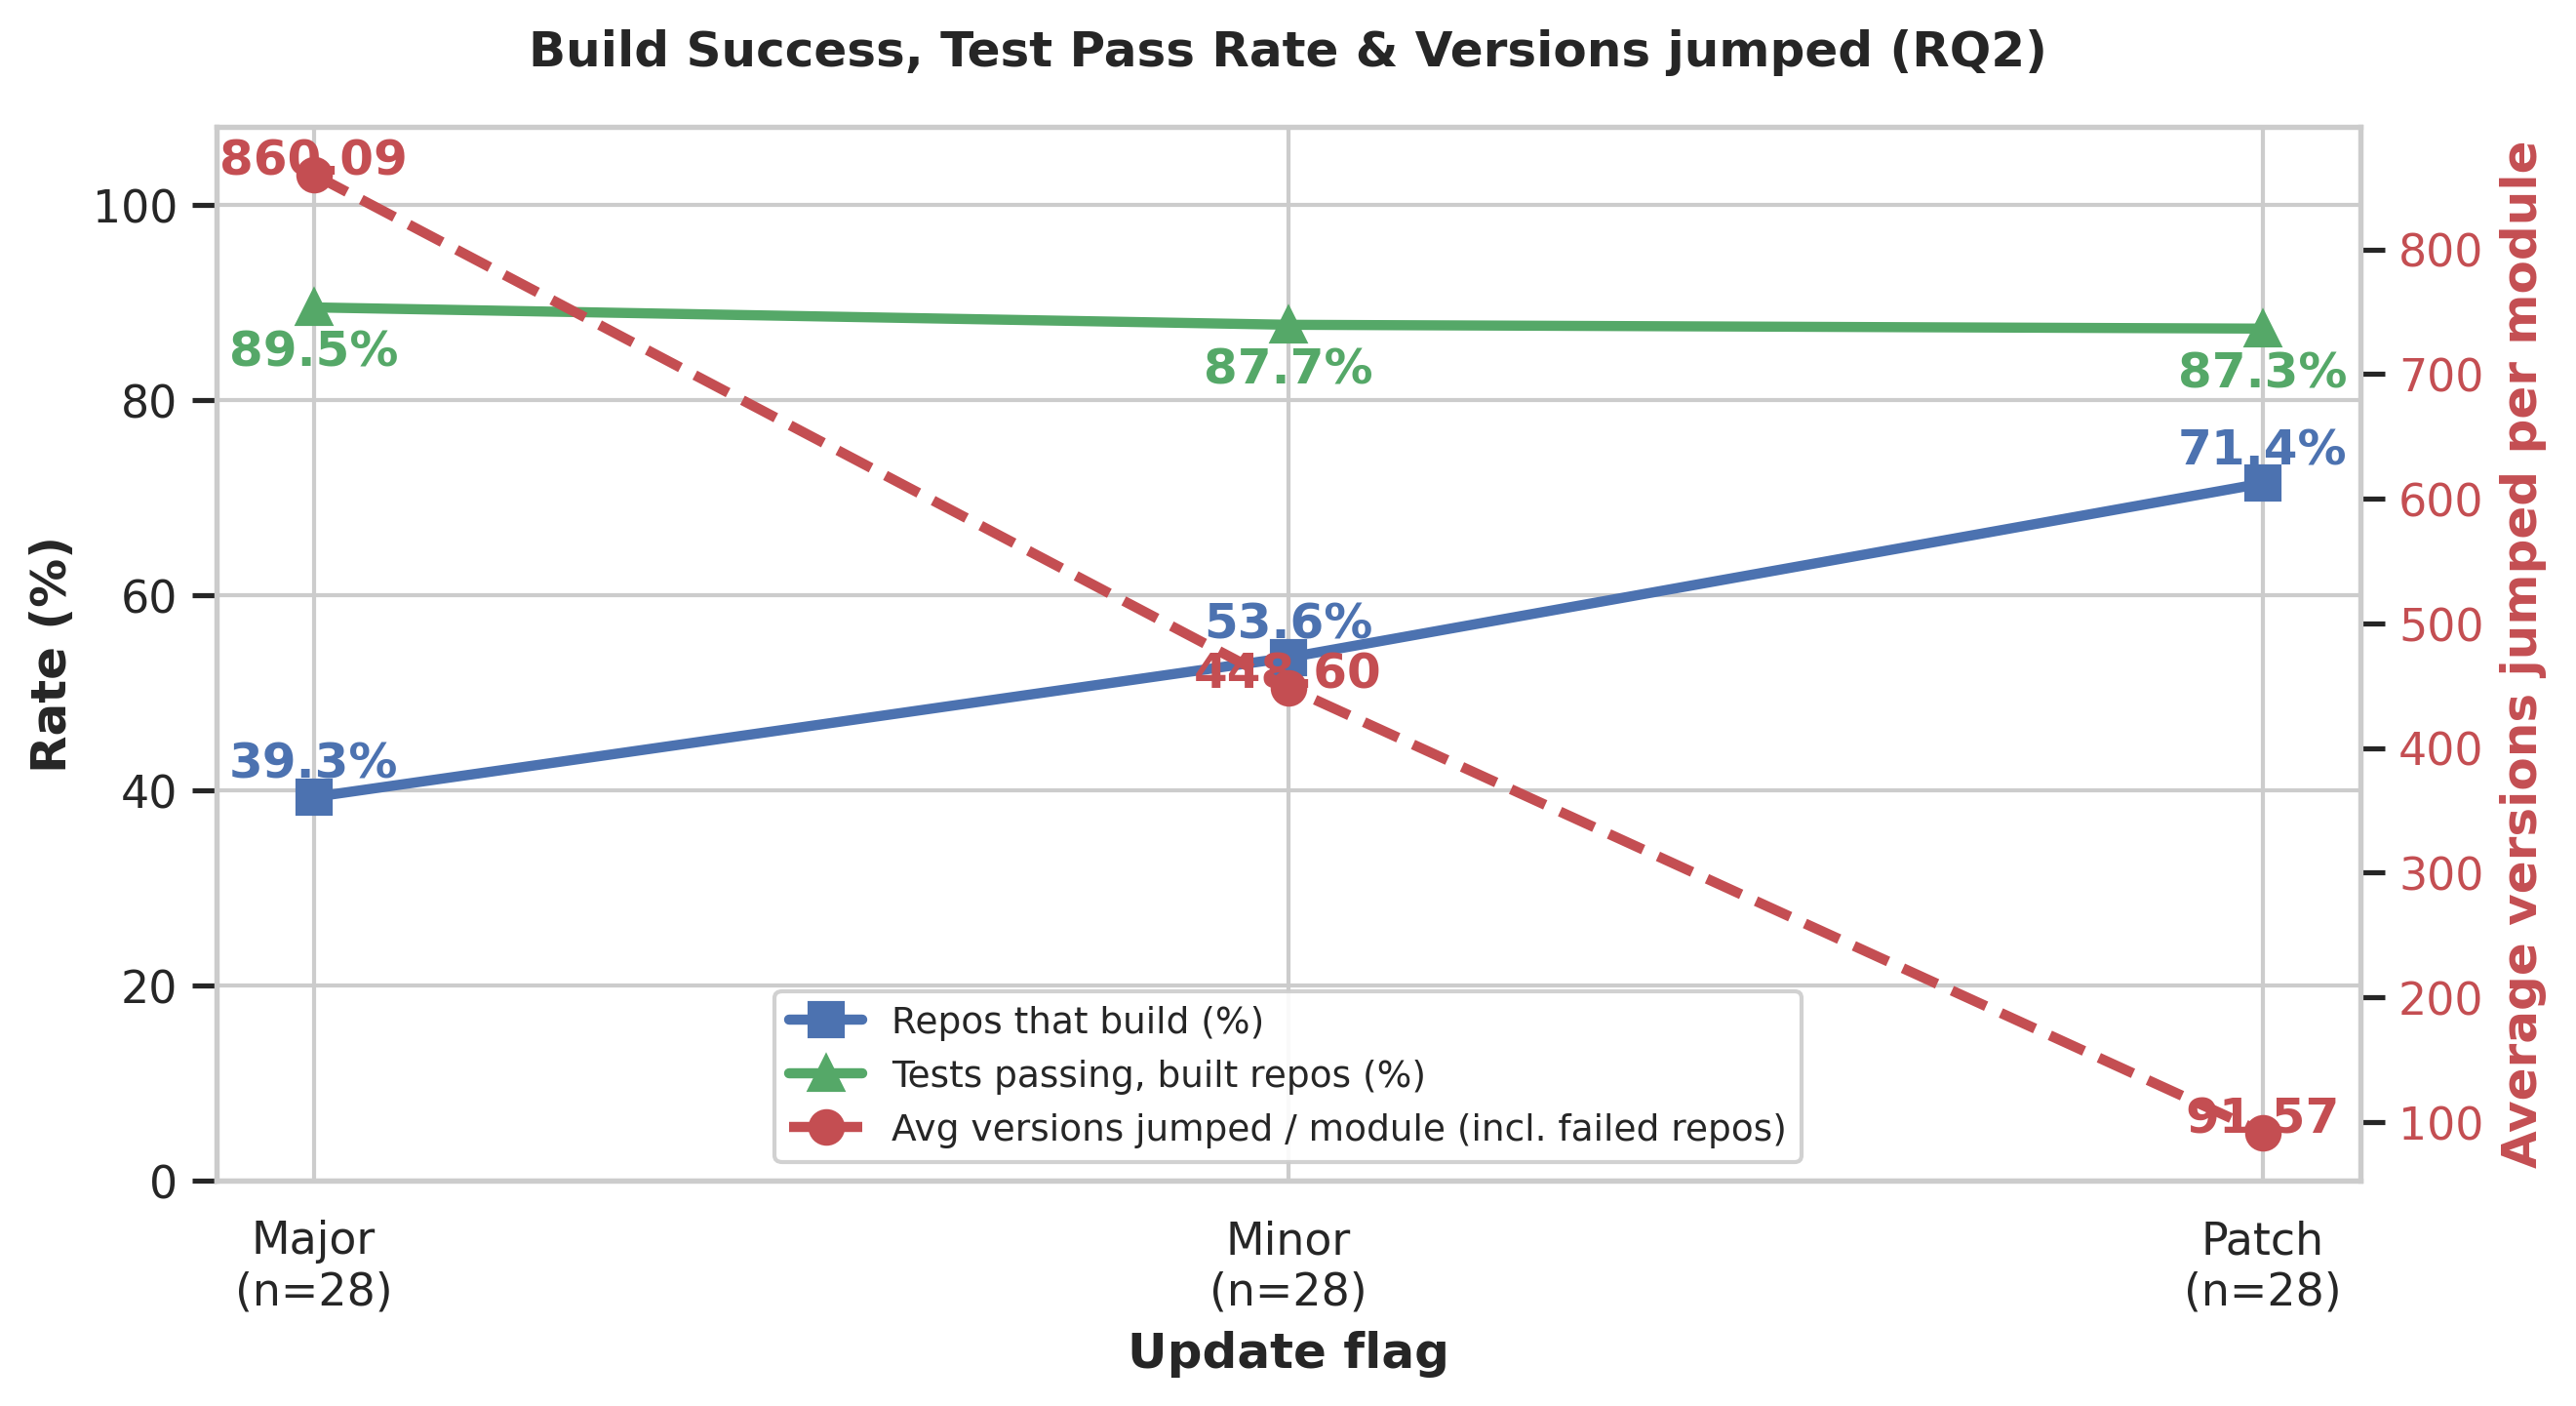 Build Success, Test Pass Rate & Versions jumped (RQ2)
Rate (%)
100
80
60
40
20
0
860.09
89.5%
39.3%
87.7%
53.6%
448.60
87.3%
71.4%
91.57
800
700
600
500
400
300
200
100
Average versions jumped per module
Repos that build (%)
Tests passing, built repos (%)
Avg versions jumped / module (incl. failed repos)
Major
(n=28)
Minor
(n=28)
Patch
(n=28)
Update flag